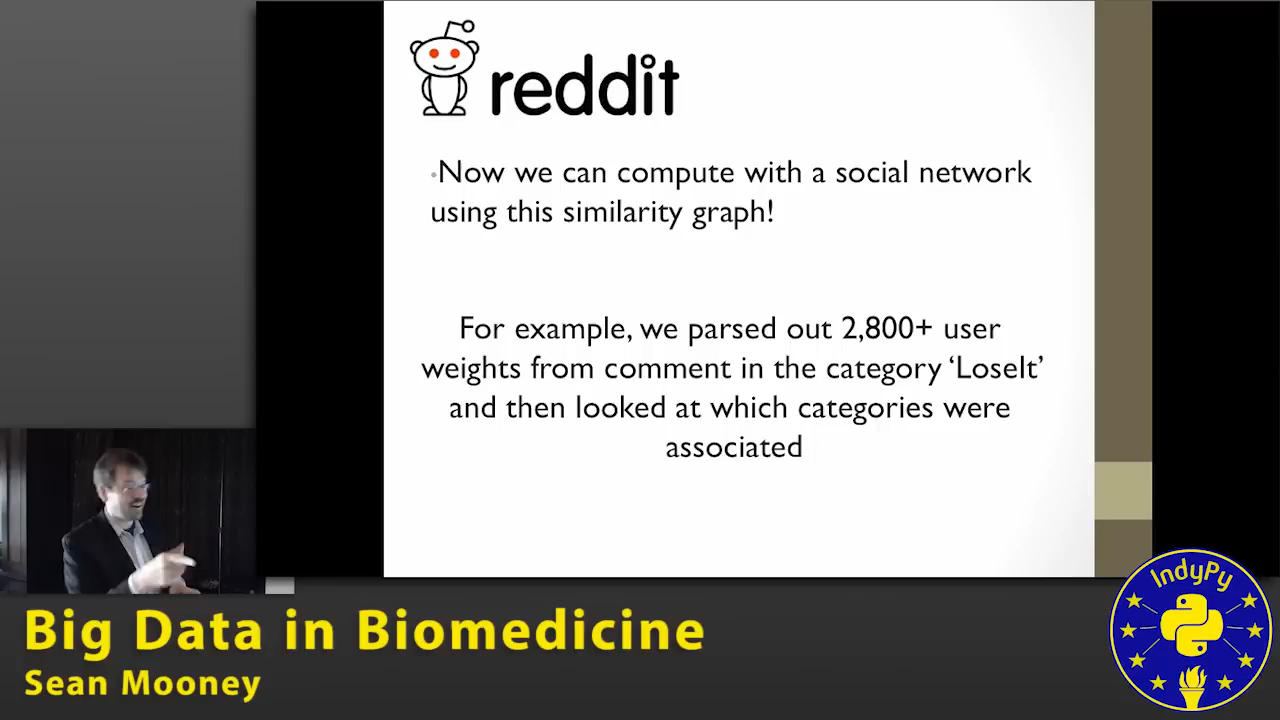 reddit
•Now we can compute with a social network
using this similarity graph!
For example, we parsed out 2,800+ user
weights from comment in the category ‘LoseIt’
and then looked at which categories were
associated
Big Data in Biomedicine
Sean Mooney
IndyPy